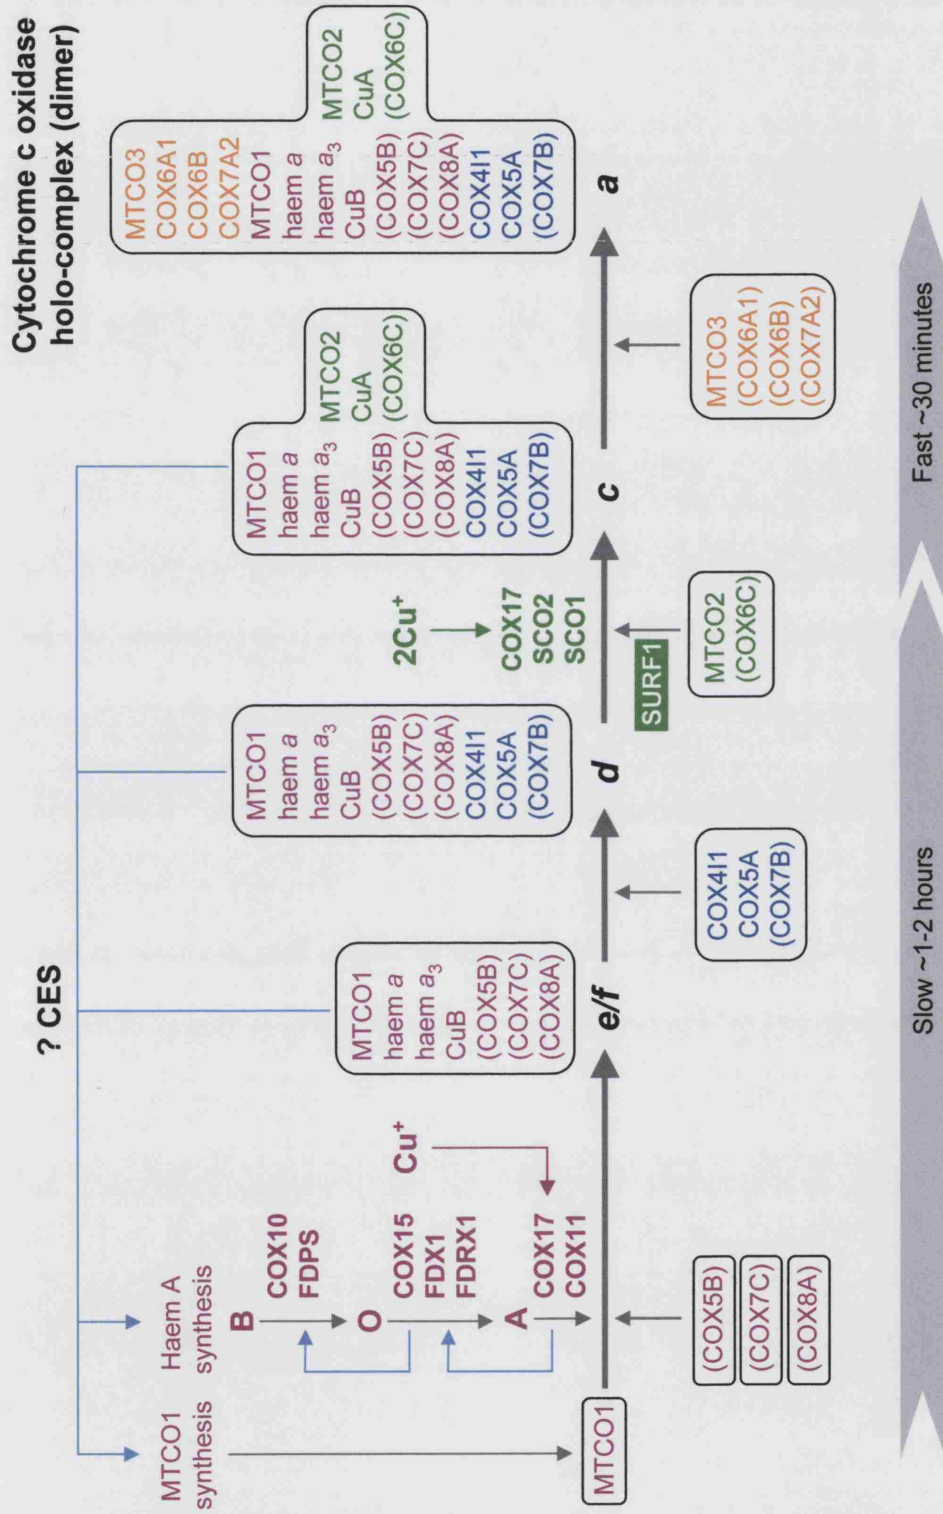 Cytochrome c oxidase
holo-complex (dimer)
? CES
MTCO1
synthesis
Haem A
synthesis
B
COX10
FDPS
O
COX15
FDX1
FDRX1
A
Cu⁺
COX17
COX11
MTCO1
(COX5B)
(COX7C)
(COX8A)
MTCO1
haem a
haem a₃
CuB
(COX5B)
(COX7C)
(COX8A)
e/f
COX4I1
COX5A
(COX7B)
MTCO1
haem a
haem a₃
CuB
(COX5B)
(COX7C)
(COX8A)
COX4I1
COX5A
(COX7B)
d
2Cu⁺
COX17
SCO2
SCO1
SURF1
MTCO2
(COX6C)
MTCO1
haem a
haem a₃
CuB
(COX5B)
(COX7C)
(COX8A)
COX4I1
COX5A
(COX7B)
MTCO2
CuA
(COX6C)
c
MTCO3
(COX6A1)
(COX6B)
(COX7A2)
MTCO3
COX6A1
COX6B
COX7A2
MTCO1
haem a
haem a₃
CuB
(COX5B)
(COX7C)
(COX8A)
COX4I1
COX5A
(COX7B)
MTCO2
CuA
(COX6C)
a
Slow ~1-2 hours
Fast ~30 minutes